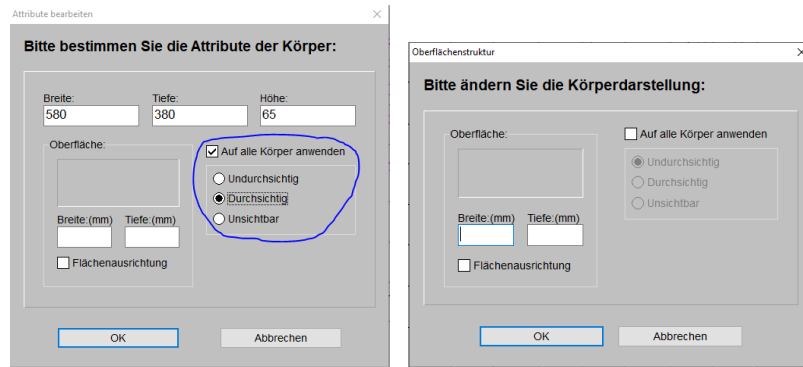 Attribute bearbeiten
Bitte bestimmen Sie die Attribute der Körper:
Breite:
Tiefe:
Höhe:
580
380
65
Oberfläche:
Auf alle Körper anwenden
Undurchsichtig
Durchsichtig
Unsichtbar
Breite:(mm)
Tiefe:(mm)
Flächenausrichtung
OK
Abbrechen
Oberflächenstruktur
Bitte ändern Sie die Körperdarstellung:
Oberfläche:
Auf alle Körper anwenden
Undurchsichtig
Durchsichtig
Unsichtbar
Breite:(mm)
Tiefe:(mm)
Flächenausrichtung
OK
Abbrechen